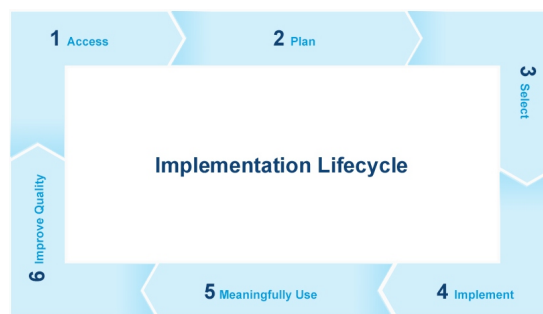 1 Access
2 Plan
3 Select
Implementation Lifecycle
4 Implement
5 Meaningfully Use
6 Improve Quality